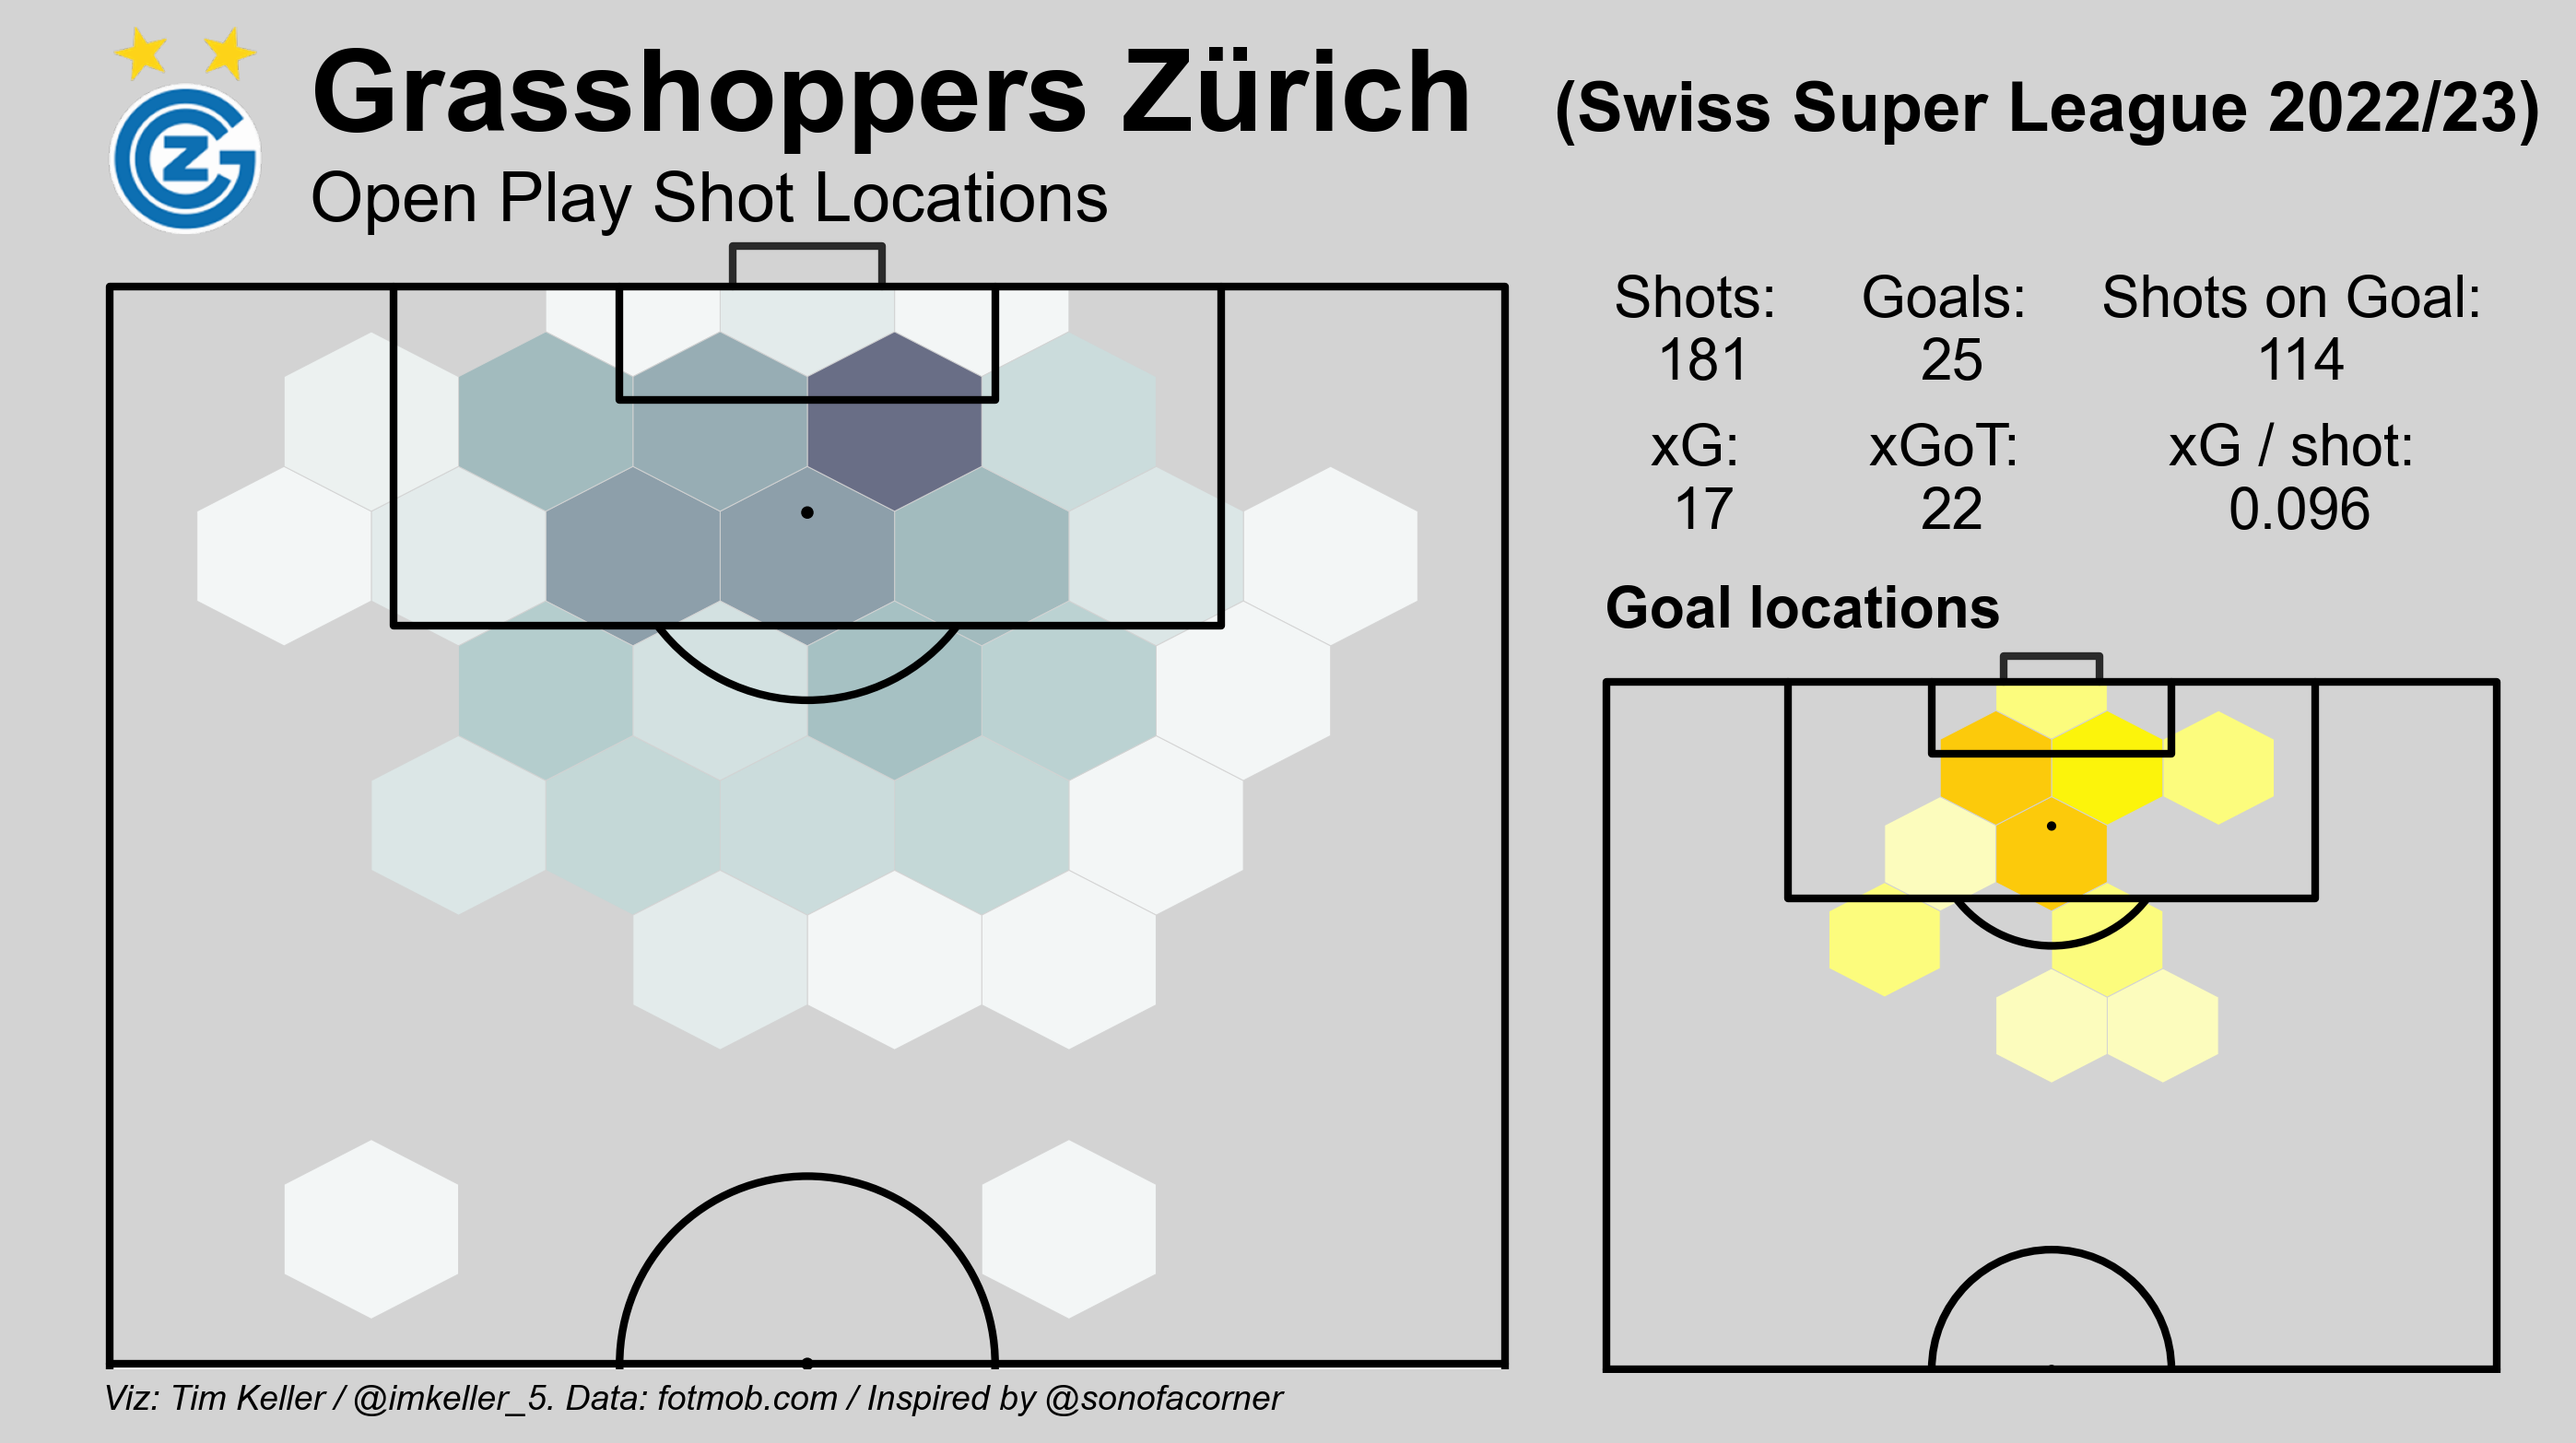 Grasshoppers Zürich (Swiss Super League 2022/23)
Open Play Shot Locations
GCZ
Shots: Goals: Shots on Goal:
181 25 114
xG: xGoT: xG / shot:
17 22 0.096
Goal locations
Viz: Tim Keller / @imkeller_5. Data: fotmob.com / Inspired by @sonofacorner